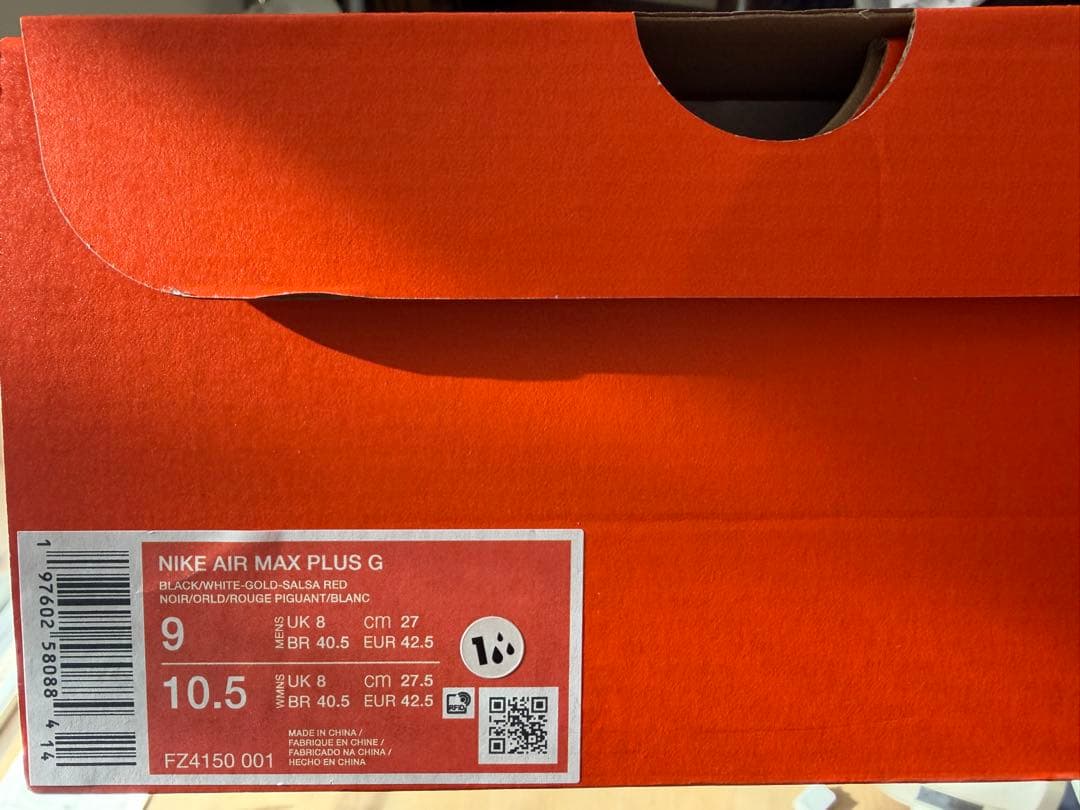 1 97602 58088 4 14
NIKE AIR MAX PLUS G
BLACK/WHITE-GOLD-SALSA RED
NOIR/ORLD/ROUGE PIGUANT/BLANC
9 MENS UK 8 cm 27
BR 40.5 EUR 42.5
10.5 WMNS UK 8 cm 27.5
BR 40.5 EUR 42.5
RFID
MADE IN CHINA /
FABRIQUE EN CHINE /
FABRICADO NA CHINA /
HECHO EN CHINA
FZ4150 001